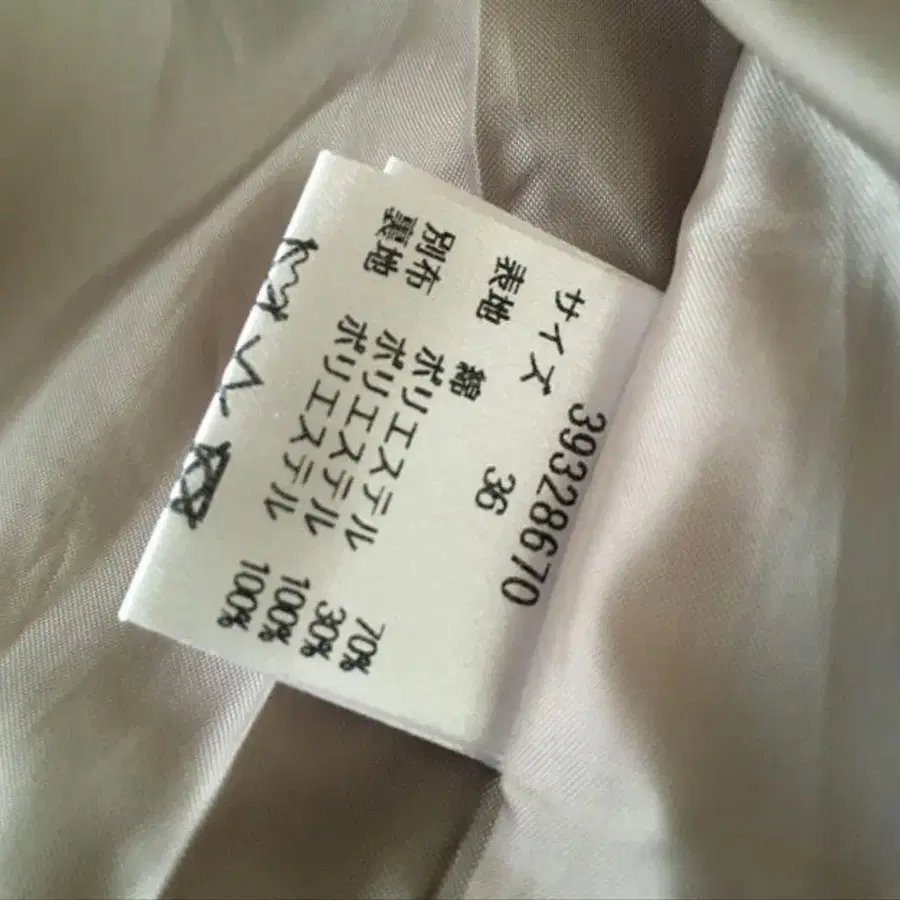 39328670
サイズ 36
表地 綿 70%
ポリエステル 30%
別布 ポリエステル 100%
裏地 ポリエステル 100%